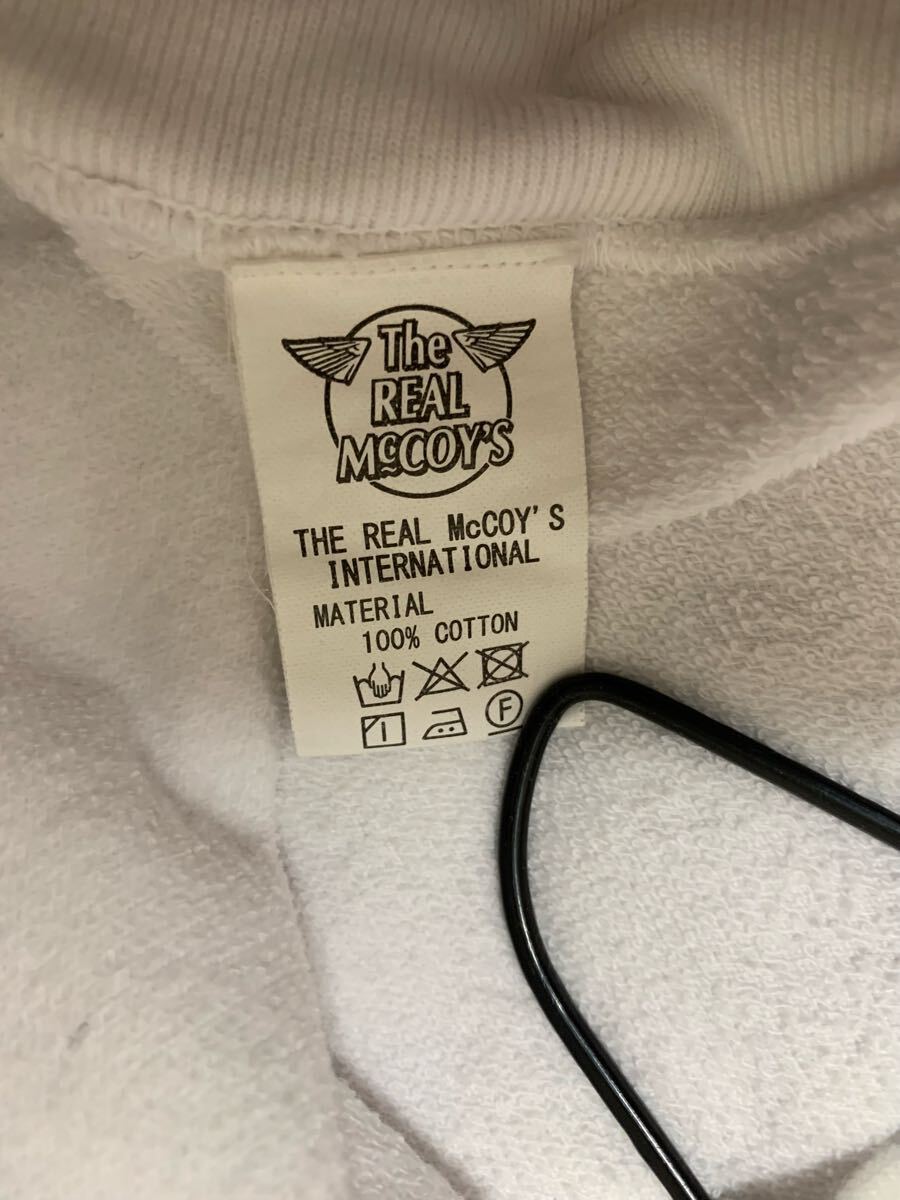 The
REAL
McCOY'S
THE REAL McCOY'S
INTERNATIONAL
MATERIAL
100% COTTON
F